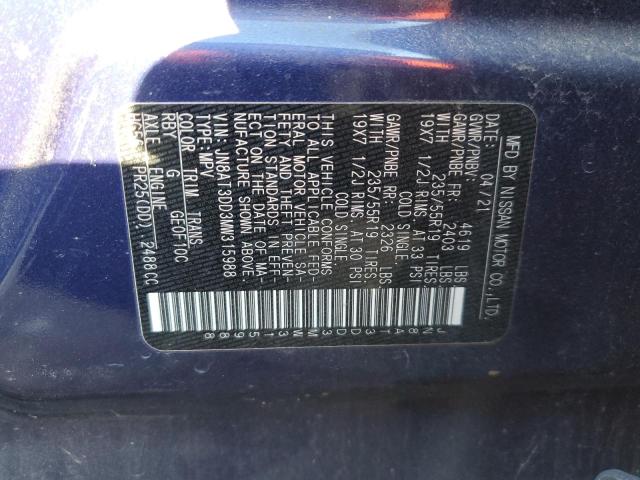 MFD BY NISSAN MOTOR CO.,LTD.
DATE: 04/21
GVWR/PNBV: 4619 LBS
GAWR/PNBE FR: 2403 LBS
WITH 235/55R19 TIRES
19X7 1/2J RIMS AT 33 PSI
COLD SINGLE
GAWR/PNBE RR: 2326 LBS.
WITH 235/55R19 TIRES,
19X7 1/2J RIMS AT 30 PSI
COLD SINGLE
THIS VEHICLE CONFORMS
TO ALL APPLICABLE FED-
ERAL MOTOR VEHICLE SA-
FETY AND THEFT PREVEN-
TION STANDARDS IN EFF-
ECT ON THE DATE OF MA-
NUFACTURE SHOWN ABOVE.
VIN: JN8AT3DD3MW315988
TYPE: MPV
COLOR TRIM TRANS
RBY G GEOF10C
AXLE ENGINE
PR25(DD) 2488CC
JN8AT3DD3MW315988